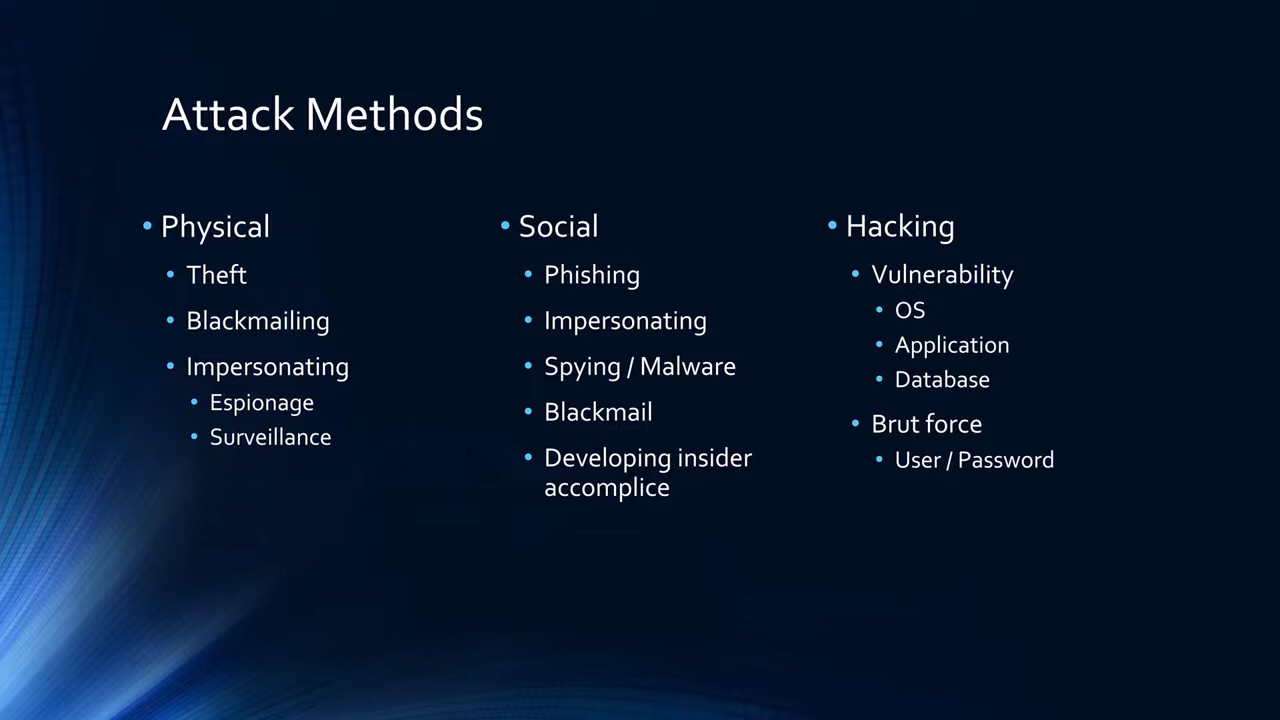 Attack Methods
• Physical
• Theft
• Blackmailing
• Impersonating
• Espionage
• Surveillance
• Social
• Phishing
• Impersonating
• Spying / Malware
• Blackmail
• Developing insider
accomplice
• Hacking
• Vulnerability
• OS
• Application
• Database
• Brut force
• User / Password